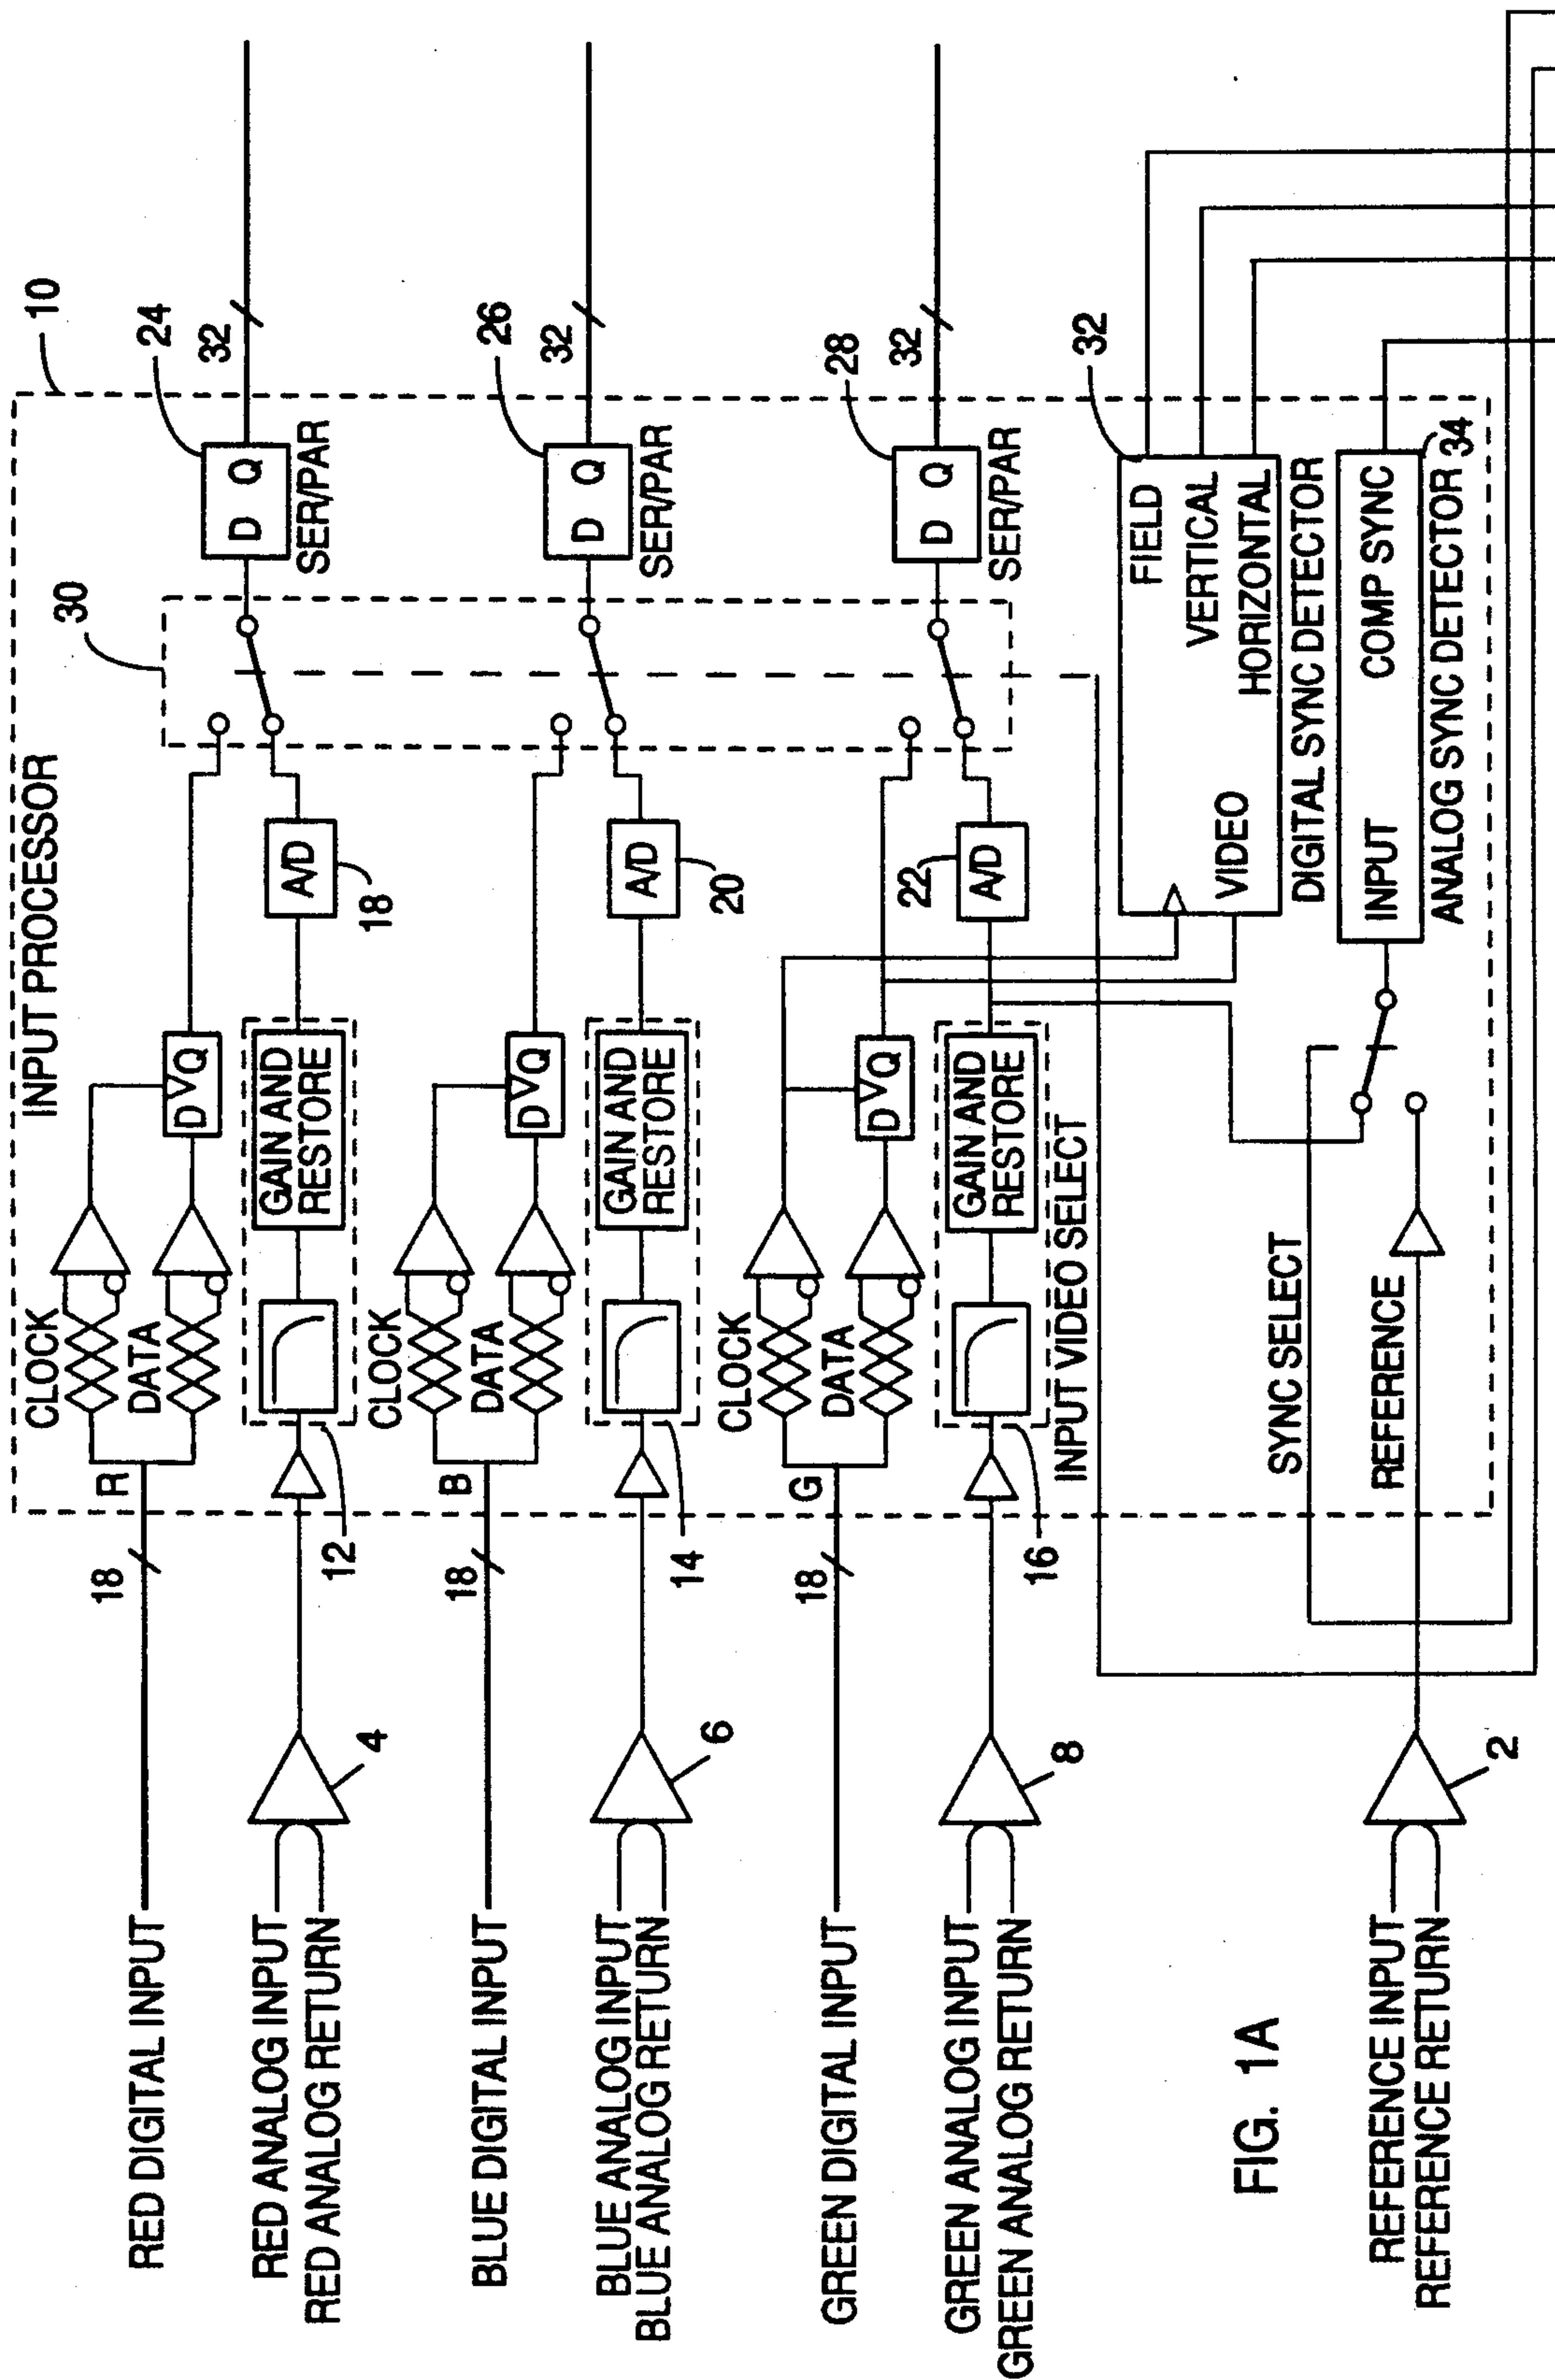 INPUT PROCESSOR
10
RED DIGITAL INPUT
18
R
CLOCK
DATA
D
Q
30
24
D Q
SER/PAR
32
RED ANALOG INPUT
RED ANALOG RETURN
4
12
GAIN AND
RESTORE
A/D
18
BLUE DIGITAL INPUT
18
B
CLOCK
DATA
D
Q
26
D Q
SER/PAR
32
BLUE ANALOG INPUT
BLUE ANALOG RETURN
6
14
GAIN AND
RESTORE
A/D
20
GREEN DIGITAL INPUT
18
G
CLOCK
DATA
D
Q
28
D Q
SER/PAR
32
GREEN ANALOG INPUT
GREEN ANALOG RETURN
8
16
GAIN AND
RESTORE
A/D
22
INPUT VIDEO SELECT
32
FIELD
VERTICAL
VIDEO
HORIZONTAL
DIGITAL SYNC DETECTOR
SYNC SELECT
INPUT
COMP SYNC
ANALOG SYNC DETECTOR
34
REFERENCE
REFERENCE INPUT
REFERENCE RETURN
2
FIG. 1A